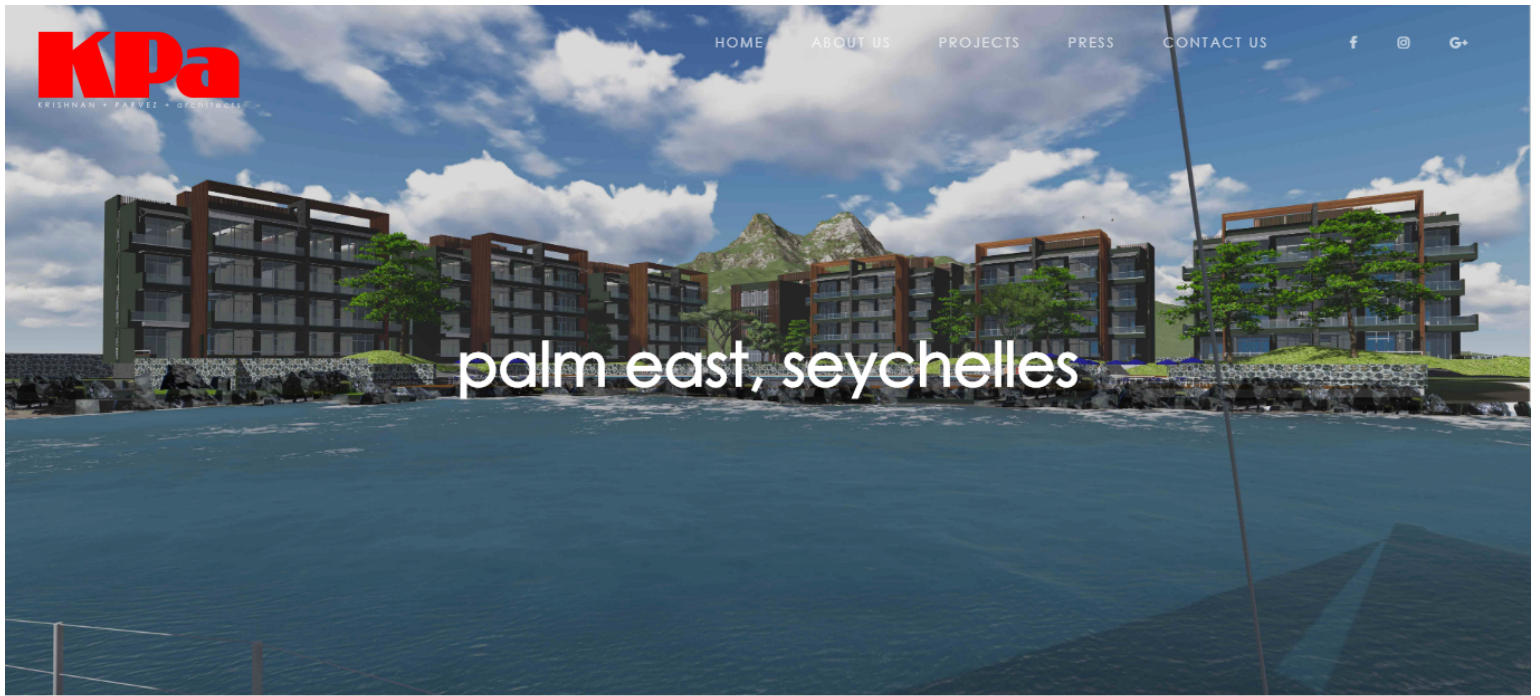 KPa
HOME ABOUT US PROJECTS PRESS CONTACT US
KRISHNAN + PARVEZ + architects
palm east, seychelles